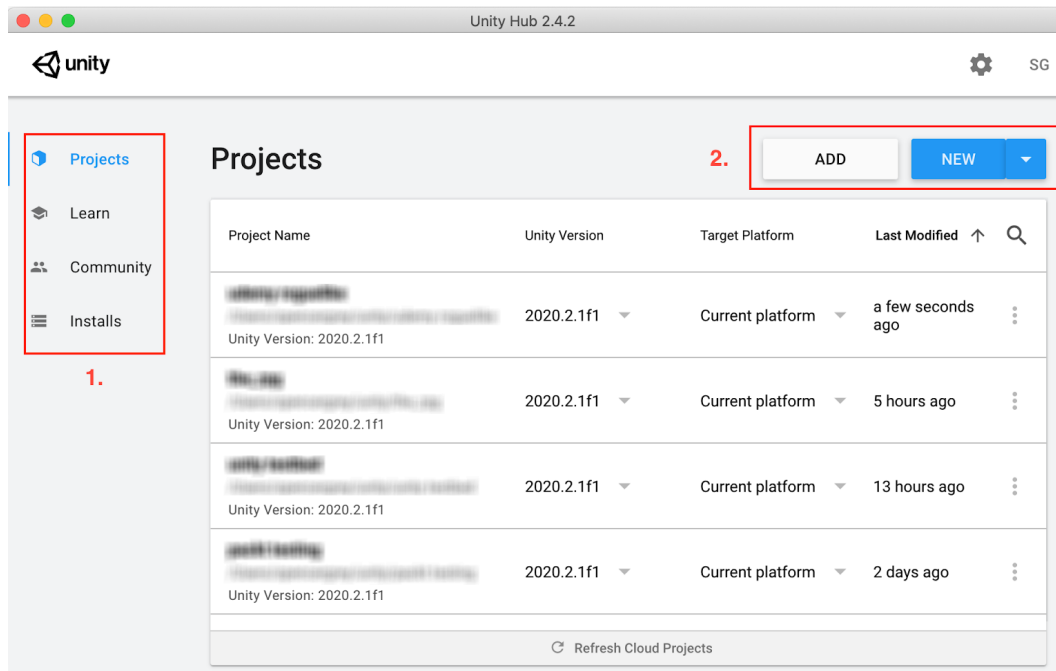 Unity Hub 2.4.2
unity
SG
Projects
Learn
Community
Installs
1.
Projects
2.
ADD
NEW
Project Name
Unity Version
Target Platform
Last Modified
2020.2.1f1
Current platform
a few seconds
ago
Unity Version: 2020.2.1f1
2020.2.1f1
Current platform
5 hours ago
Unity Version: 2020.2.1f1
2020.2.1f1
Current platform
13 hours ago
Unity Version: 2020.2.1f1
2020.2.1f1
Current platform
2 days ago
Unity Version: 2020.2.1f1
Refresh Cloud Projects